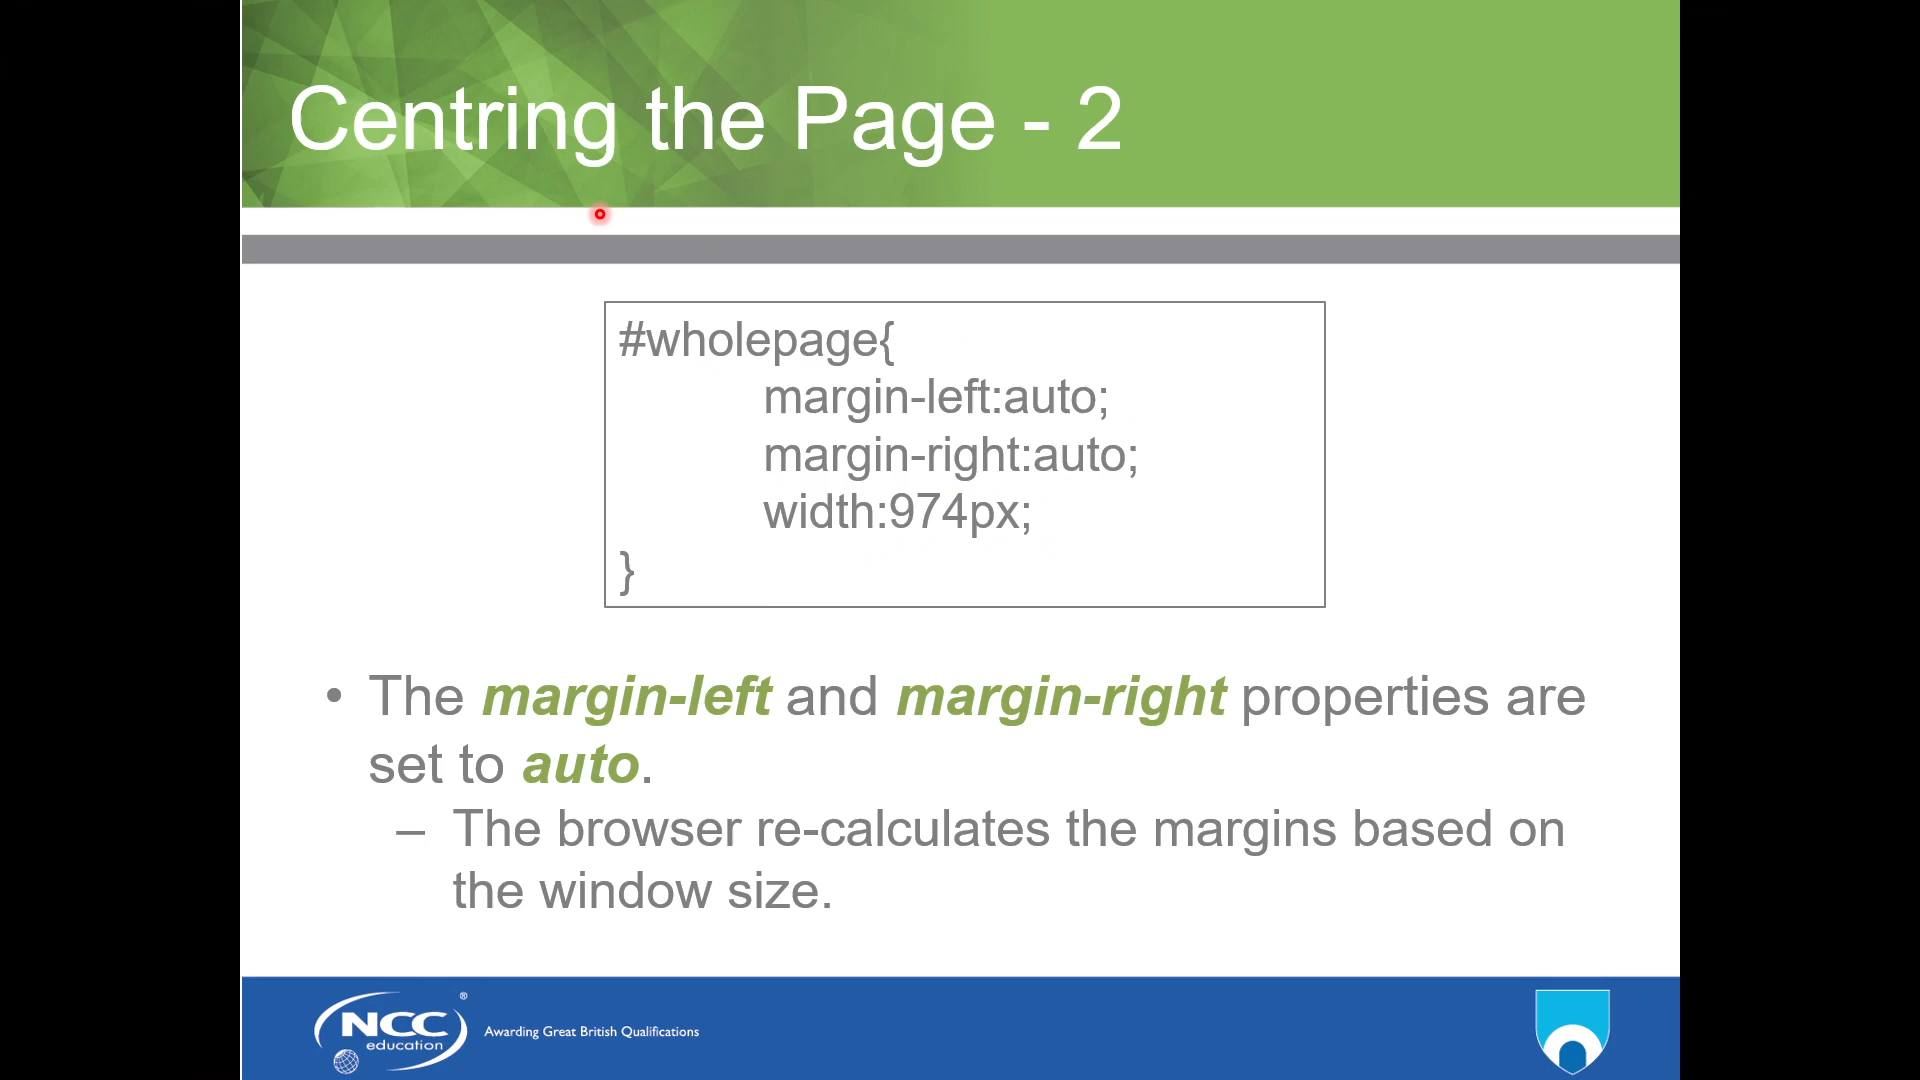 Centring the Page - 2
#wholepage{
margin-left:auto;
margin-right:auto;
width:974px;
}
• The margin-left and margin-right properties are
set to auto.
– The browser re-calculates the margins based on
the window size.
NCC ®
education
Awarding Great British Qualifications